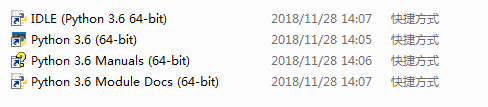 IDLE (Python 3.6 64-bit) 2018/11/28 14:07 快捷方式
Python 3.6 (64-bit) 2018/11/28 14:05 快捷方式
Python 3.6 Manuals (64-bit) 2018/11/28 14:06 快捷方式
Python 3.6 Module Docs (64-bit) 2018/11/28 14:07 快捷方式